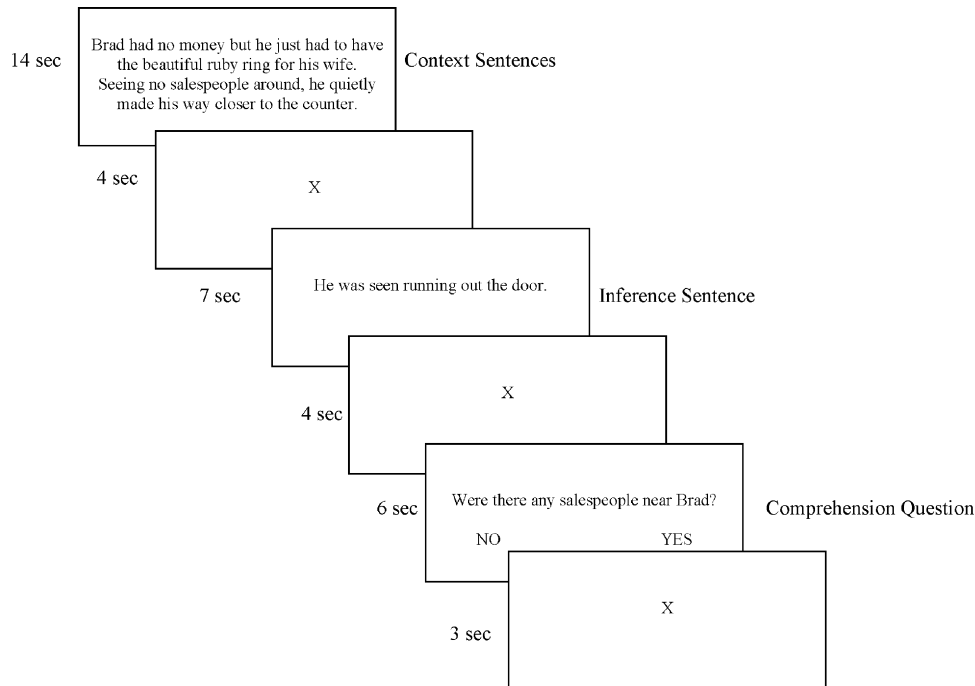 Brad had no money but he just had to have
the beautiful ruby ring for his wife.
Seeing no salespeople around, he quietly
made his way closer to the counter.
14 sec
Context Sentences
4 sec
X
He was seen running out the door.
7 sec
Inference Sentence
X
4 sec
Were there any salespeople near Brad?
6 sec
Comprehension Question
NO YES
X
3 sec